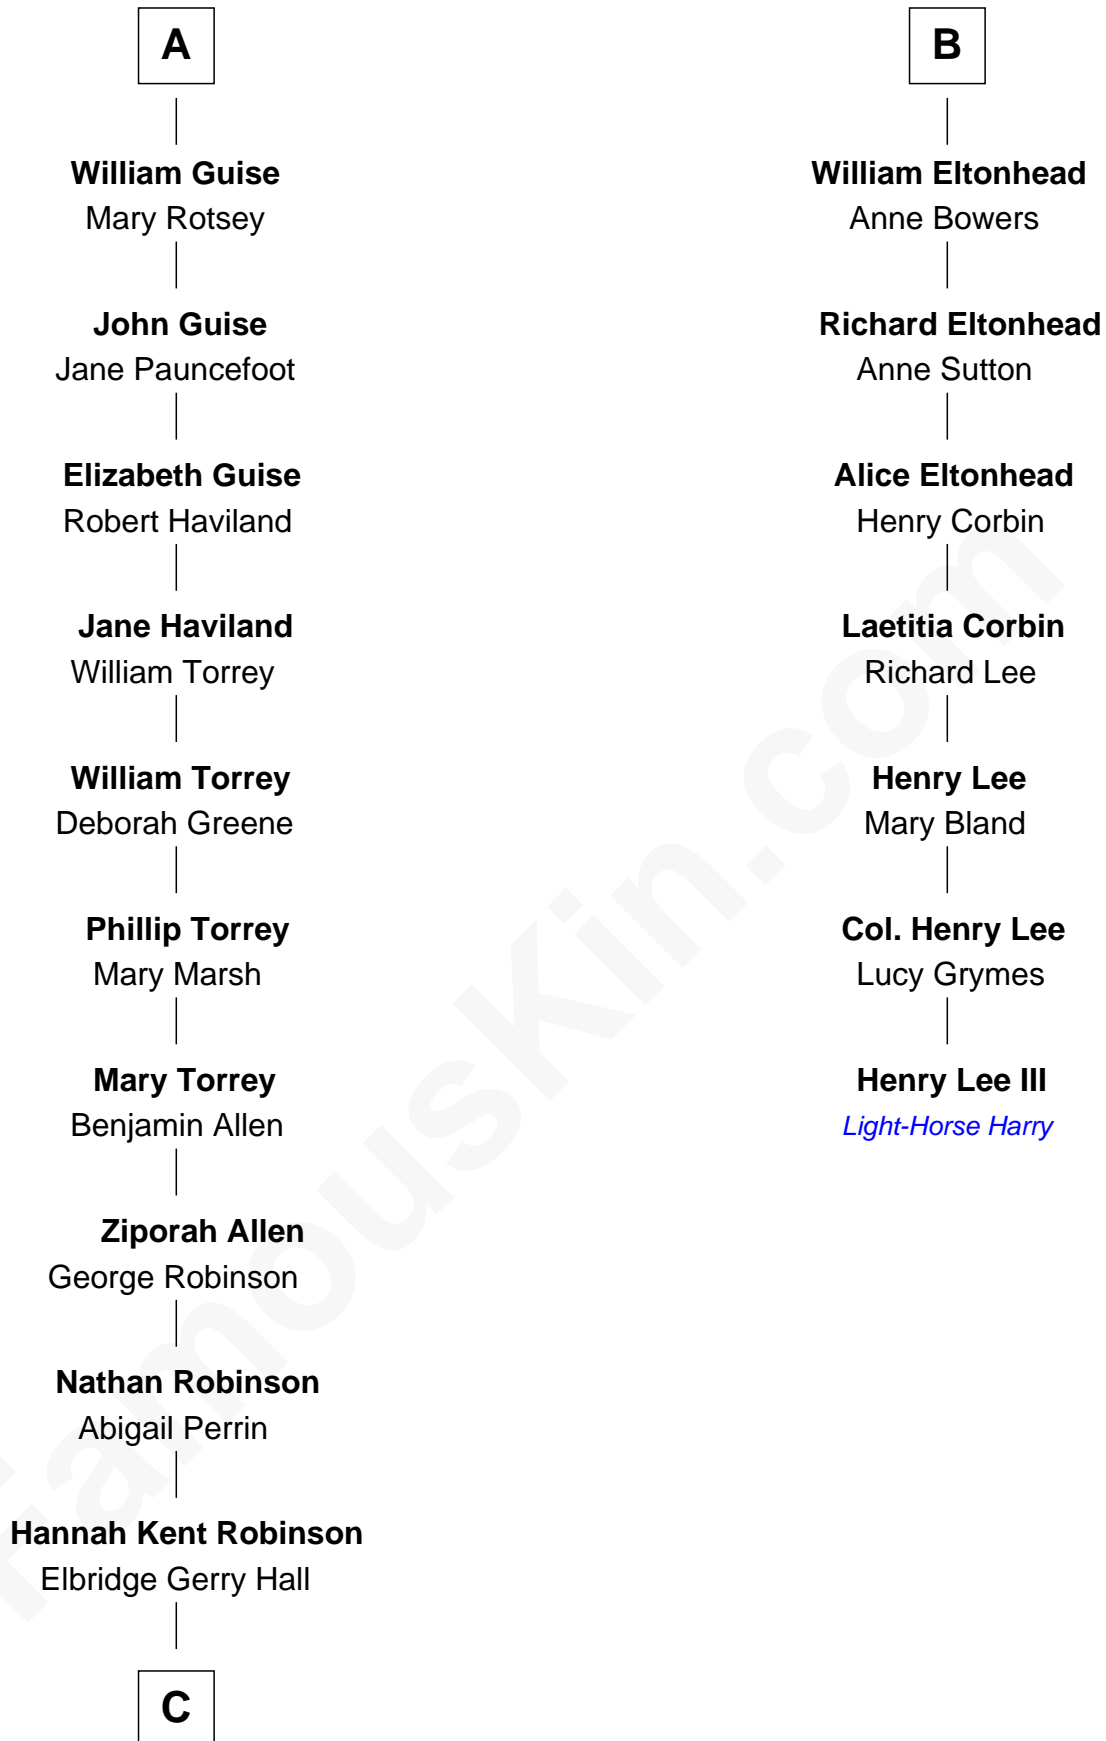 A
William Guise
Mary Rotsey
John Guise
Jane Pauncefoot
Elizabeth Guise
Robert Haviland
Jane Haviland
William Torrey
William Torrey
Deborah Greene
Phillip Torrey
Mary Marsh
Mary Torrey
Benjamin Allen
Ziporah Allen
George Robinson
Nathan Robinson
Abigail Perrin
Hannah Kent Robinson
Elbridge Gerry Hall
C
B
William Eltonhead
Anne Bowers
Richard Eltonhead
Anne Sutton
Alice Eltonhead
Henry Corbin
Laetitia Corbin
Richard Lee
Henry Lee
Mary Bland
Col. Henry Lee
Lucy Grymes
Henry Lee III
Light-Horse Harry
FamousKin.com